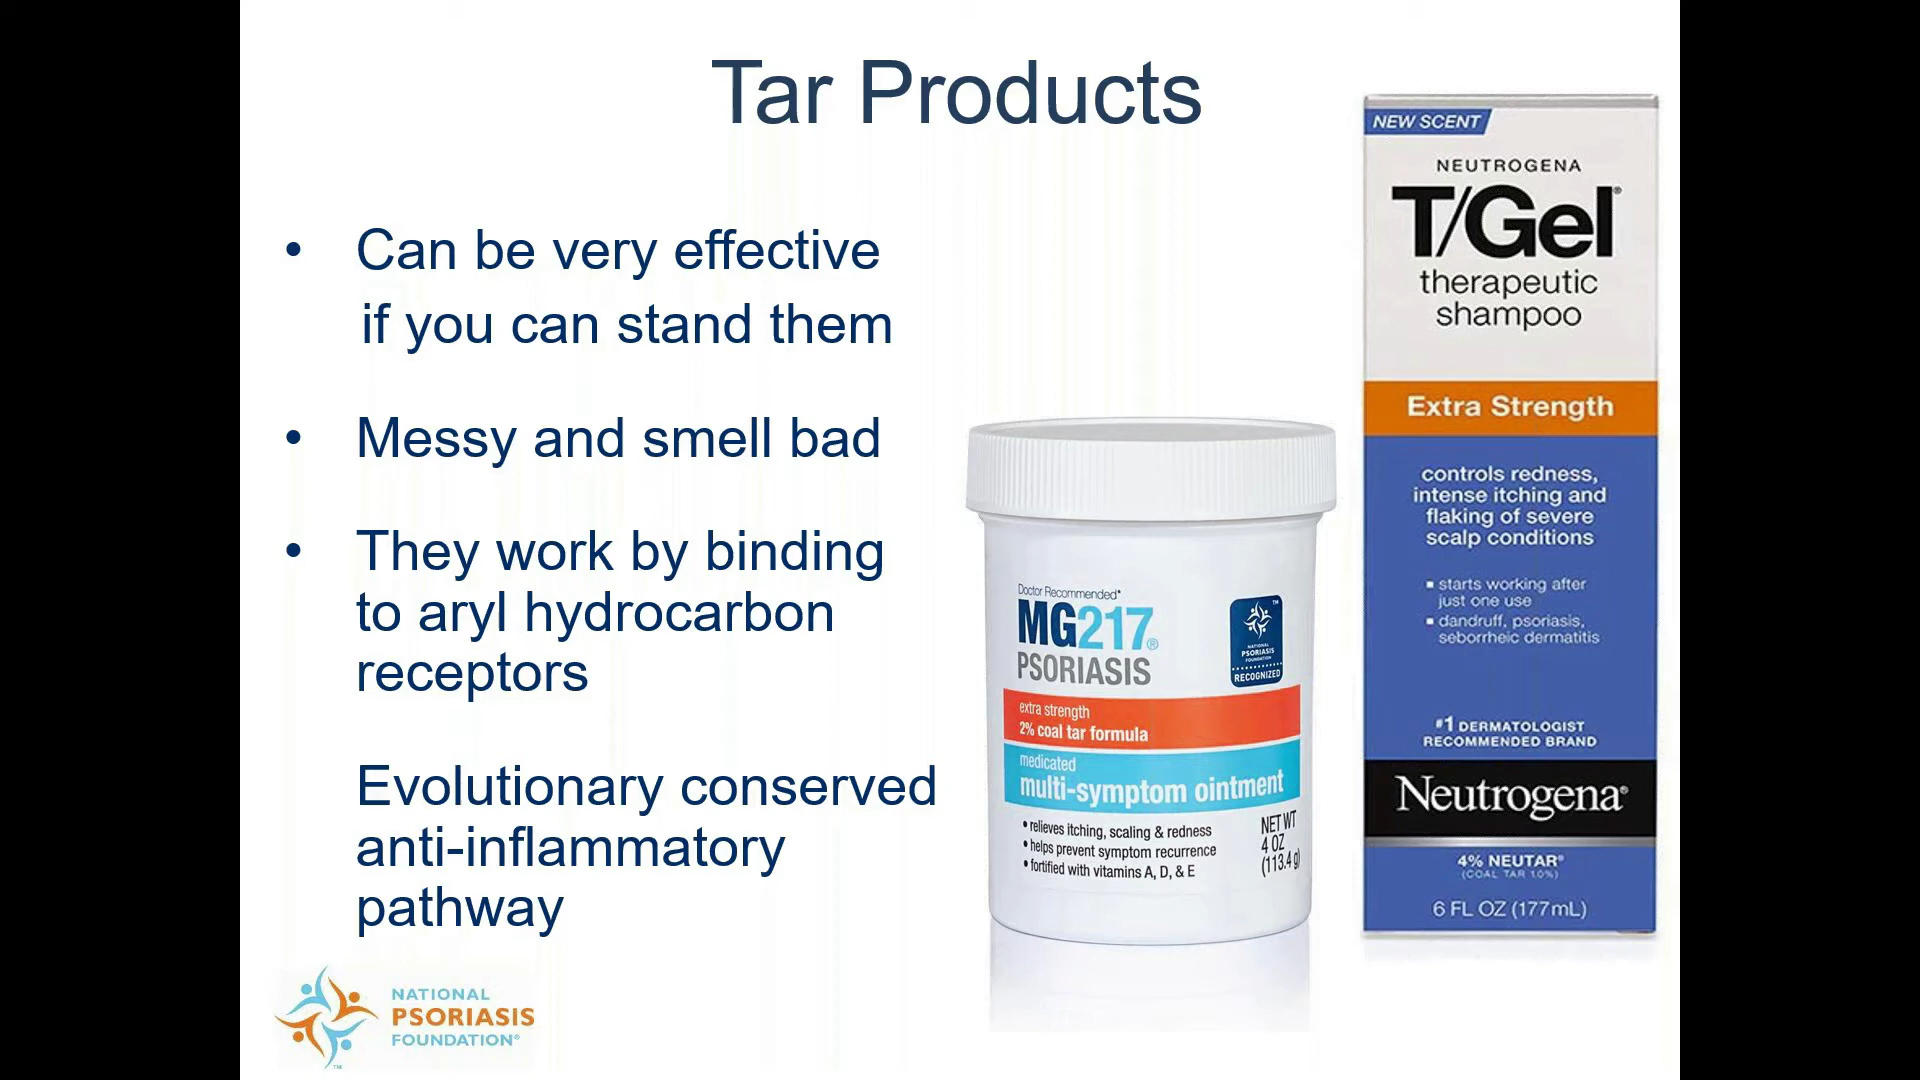 Tar Products
• Can be very effective
if you can stand them
• Messy and smell bad
• They work by binding
to aryl hydrocarbon
receptors
Evolutionary conserved
anti-inflammatory
pathway
NATIONAL
PSORIASIS
FOUNDATION®
™
Doctor Recommended*
MG217®
PSORIASIS
NATIONAL
PSORIASIS
FOUNDATION
RECOGNIZED
™
extra strength
2% coal tar formula
medicated
multi-symptom ointment
• relieves itching, scaling & redness
• helps prevent symptom recurrence
• fortified with vitamins A, D, & E
NET WT
4 OZ
(113.4 g)
NEW SCENT
NEUTROGENA
T/Gel®
therapeutic
shampoo
Extra Strength
controls redness,
intense itching and
flaking of severe
scalp conditions
▪ starts working after
just one use
▪ dandruff, psoriasis,
seborrheic dermatitis
#1 DERMATOLOGIST
RECOMMENDED BRAND
Neutrogena®
4% NEUTAR®
(COAL TAR 1.0%)
6 FL OZ (177mL)